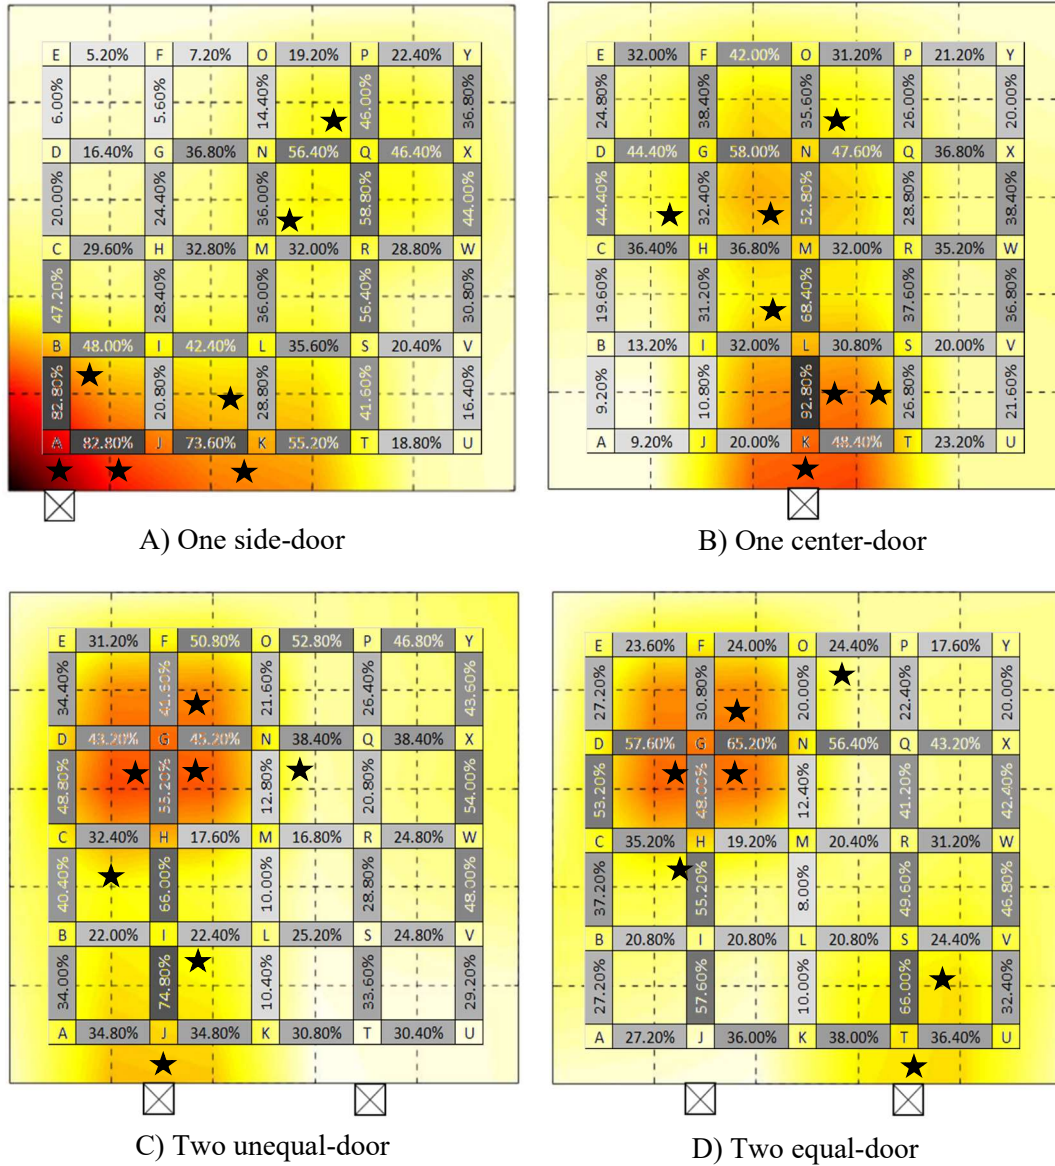 E 5.20% F 7.20% O 19.20% P 22.40% Y
6.00% 5.60% 14.40% 46.00% 36.80%
D 16.40% G 36.80% N 56.40% Q 46.40% X
20.00% 24.40% 36.00% 58.80% 44.00%
C 29.60% H 32.80% M 32.00% R 28.80% W
47.20% 28.40% 36.00% 56.40% 30.80%
B 48.00% I 42.40% L 35.60% S 20.40% V
82.80% 20.80% 28.80% 41.60% 16.40%
A 82.80% J 73.60% K 55.20% T 18.80% U
A) One side-door
E 32.00% F 42.00% O 31.20% P 21.20% Y
24.80% 38.40% 35.60% 26.00% 20.00%
D 44.40% G 58.00% N 47.60% Q 36.80% X
44.40% 32.40% 52.80% 28.80% 38.40%
C 36.40% H 36.80% M 32.00% R 35.20% W
19.60% 31.20% 68.40% 37.60% 36.80%
B 13.20% I 32.00% L 30.80% S 20.00% V
9.20% 10.80% 92.80% 26.80% 21.60%
A 9.20% J 20.00% K 48.40% T 23.20% U
B) One center-door
E 31.20% F 50.80% O 52.80% P 46.80% Y
34.40% 41.60% 21.60% 26.40% 43.60%
D 43.20% G 45.20% N 38.40% Q 38.40% X
48.80% 12.80% 20.80% 54.00%
C 32.40% H 17.60% M 16.80% R 24.80% W
40.40% 66.00% 10.00% 28.80% 48.00%
B 22.00% I 22.40% L 25.20% S 24.80% V
34.00% 74.80% 10.40% 33.60% 29.20%
A 34.80% J 34.80% K 30.80% T 30.40% U
C) Two unequal-door
E 23.60% F 24.00% O 24.40% P 17.60% Y
27.20% 30.80% 20.00% 22.40% 20.00%
D 57.60% G 65.20% N 56.40% Q 43.20% X
53.20% 48.00% 12.40% 41.20% 42.40%
C 35.20% H 19.20% M 20.40% R 31.20% W
37.20% 55.20% 8.00% 49.60% 46.80%
B 20.80% I 20.80% L 20.80% S 24.40% V
27.20% 57.60% 10.00% 66.00% 32.40%
A 27.20% J 36.00% K 38.00% T 36.40% U
D) Two equal-door